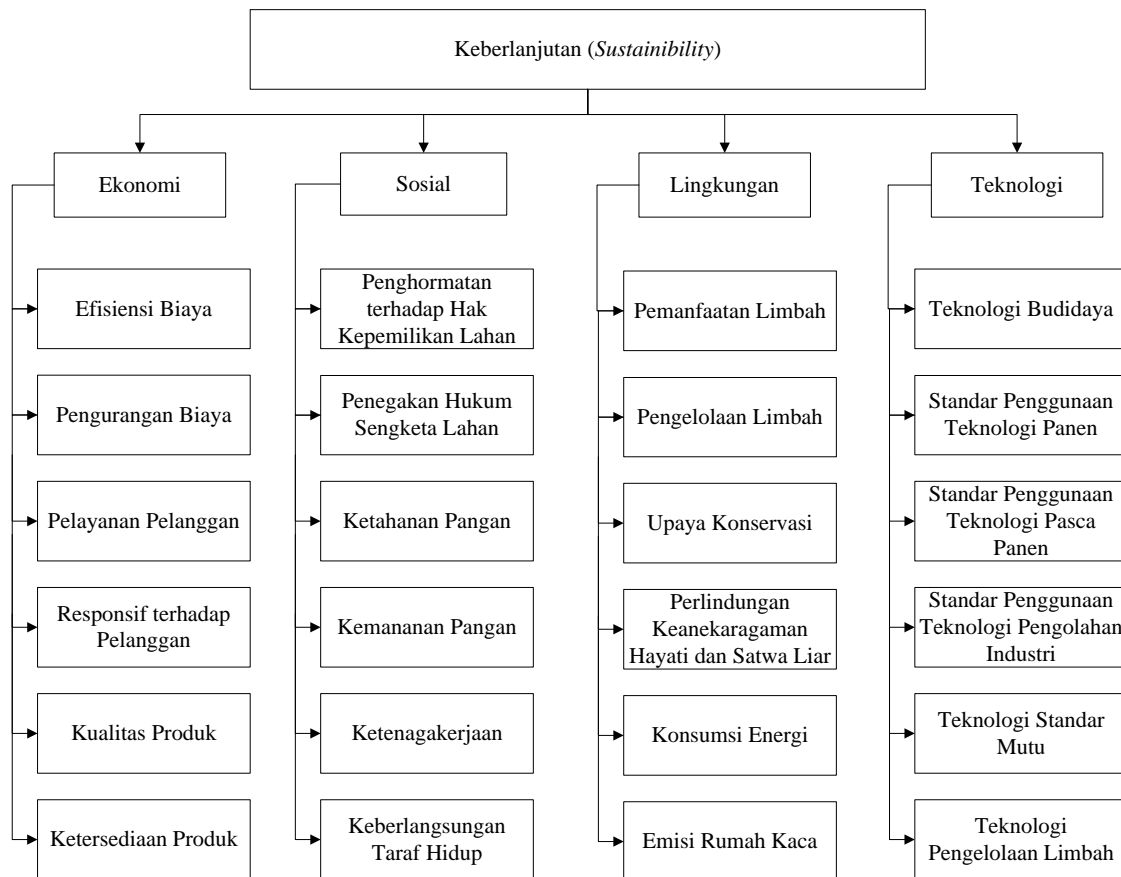 Keberlanjutan (Sustainibility)
Ekonomi
Sosial
Lingkungan
Teknologi
Efisiensi Biaya
Pengurangan Biaya
Pelayanan Pelanggan
Responsif terhadap
Pelanggan
Kualitas Produk
Ketersediaan Produk
Penghormatan
terhadap Hak
Kepemilikan Lahan
Penegakan Hukum
Sengketa Lahan
Ketahanan Pangan
Kemananan Pangan
Ketenagakerjaan
Keberlangsungan
Taraf Hidup
Pemanfaatan Limbah
Pengelolaan Limbah
Upaya Konservasi
Perlindungan
Keanekaragaman
Hayati dan Satwa Liar
Konsumsi Energi
Emisi Rumah Kaca
Teknologi Budidaya
Standar Penggunaan
Teknologi Panen
Standar Penggunaan
Teknologi Pasca
Panen
Standar Penggunaan
Teknologi Pengolahan
Industri
Teknologi Standar
Mutu
Teknologi
Pengelolaan Limbah